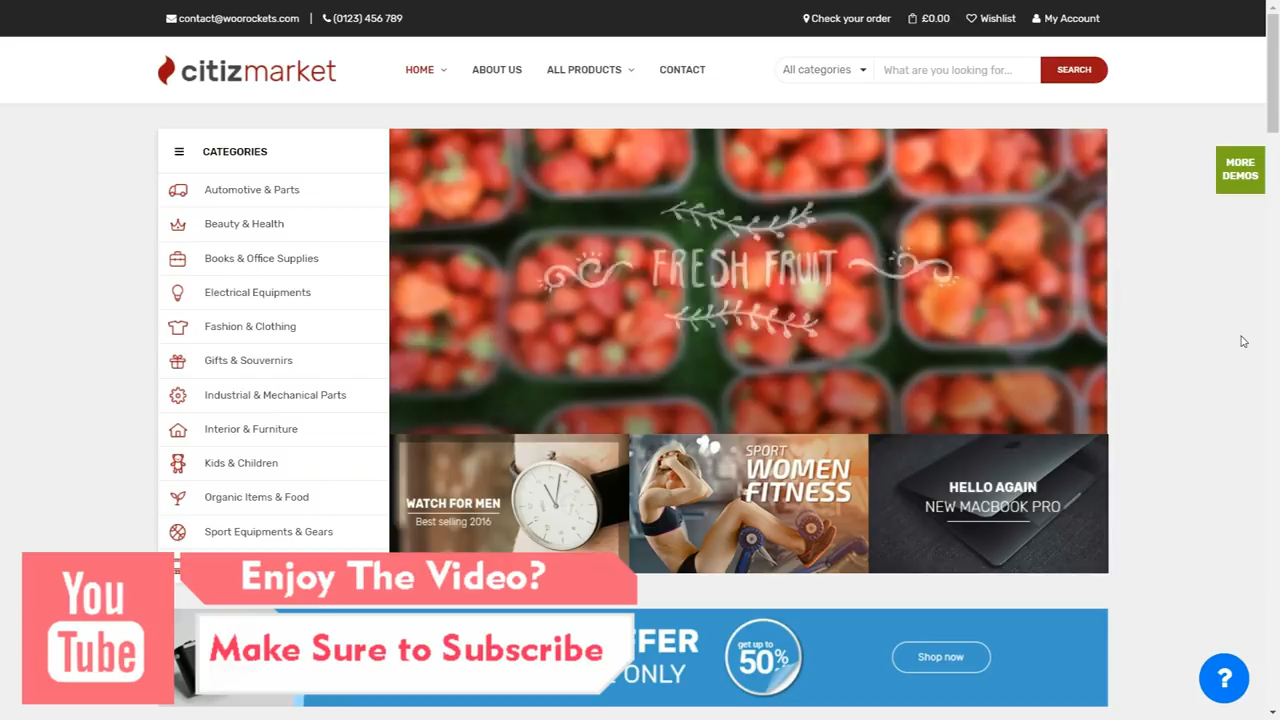 contact@woorockets.com | (0123) 456 789
Check your order £0.00 Wishlist My Account
citizmarket
HOME ABOUT US ALL PRODUCTS CONTACT
All categories What are you looking for... SEARCH
CATEGORIES
Automotive & Parts
Beauty & Health
Books & Office Supplies
Electrical Equipments
Fashion & Clothing
Gifts & Souvernirs
Industrial & Mechanical Parts
Interior & Furniture
Kids & Children
Organic Items & Food
Sport Equipments & Gears
FRESH FRUIT
MORE
DEMOS
WATCH FOR MEN
Best selling 2016
SPORT
WOMEN
FITNESS
HELLO AGAIN
NEW MACBOOK PRO
You
Tube
Enjoy The Video?
Make Sure to Subscribe
ONLY
get up to
50%
Shop now
?